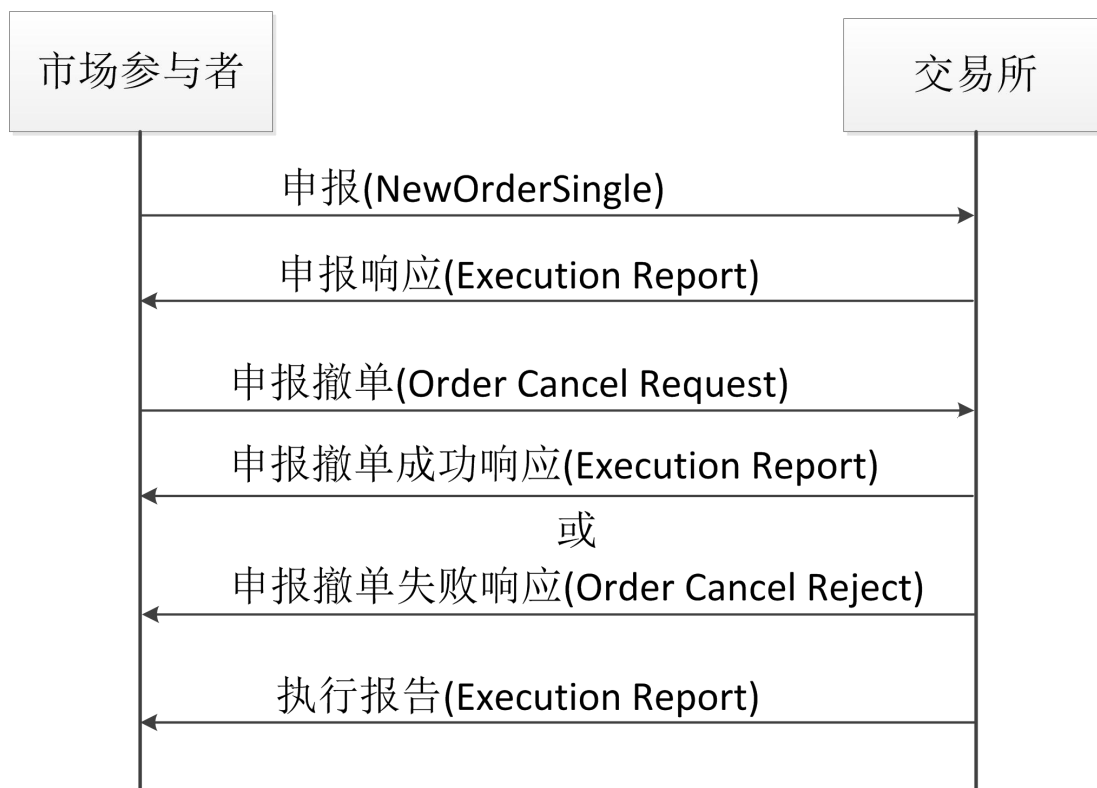 市场参与者
交易所
申报(NewOrderSingle)
申报响应(Execution Report)
申报撤单(Order Cancel Request)
申报撤单成功响应(Execution Report)
或
申报撤单失败响应(Order Cancel Reject)
执行报告(Execution Report)